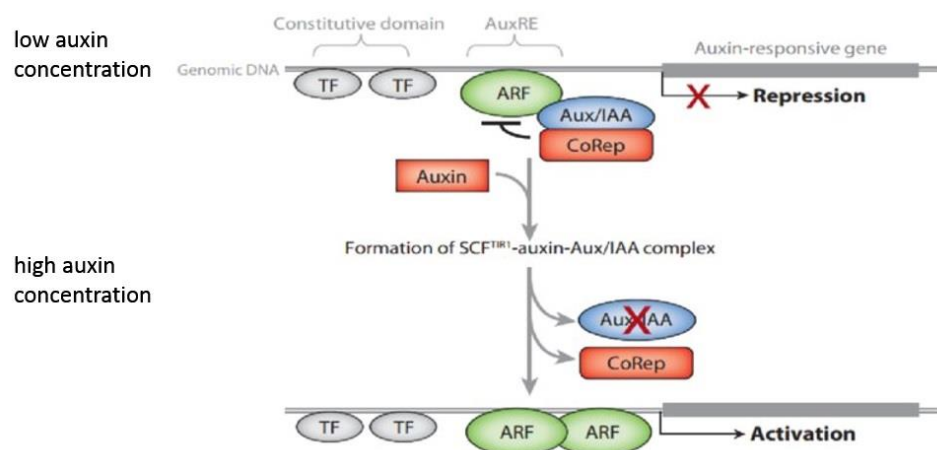 low auxin
concentration
Constitutive domain
AuxRE
Auxin-responsive gene
Genomic DNA
TF
TF
ARF
Aux/IAA
CoRep
X
Repression
Auxin
Formation of SCFᵀᴵᴿ¹-auxin-Aux/IAA complex
high auxin
concentration
Aux/IAA
X
CoRep
TF
TF
ARF
ARF
Activation